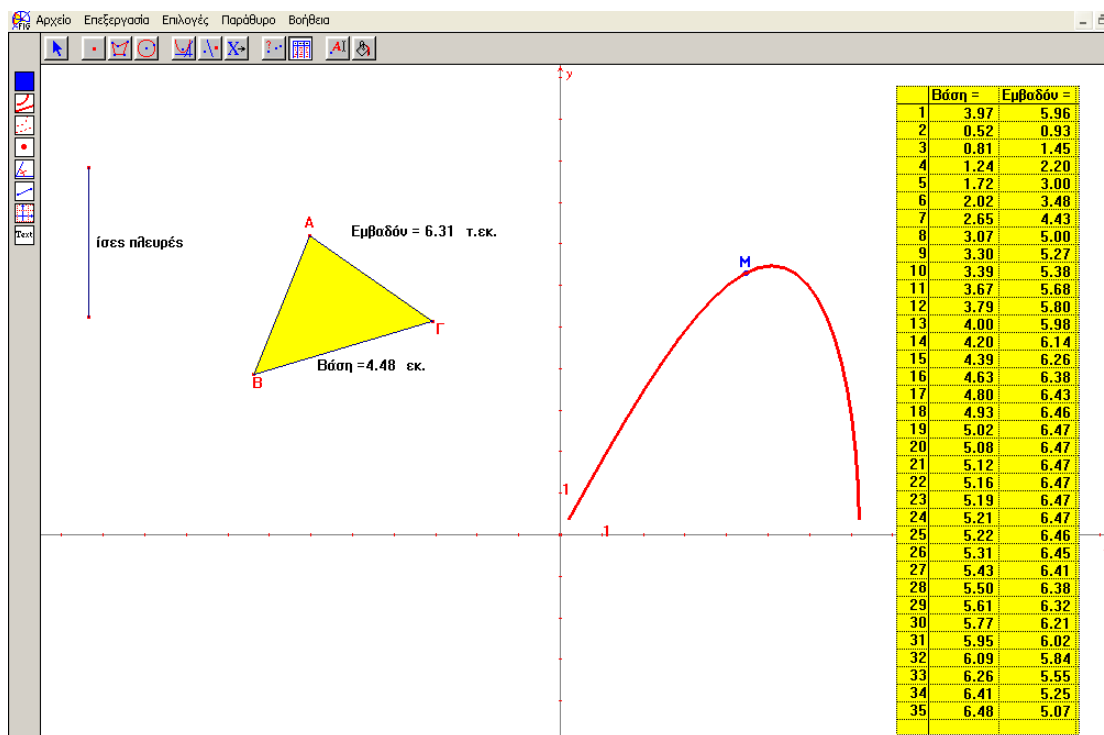 Αρχείο Επεξεργασία Επιλογές Παράθυρο Βοήθεια
FIG
Text
ίσες πλευρές
Α
Εμβαδόν = 6.31 τ.εκ.
Γ
Βάση =4.48 εκ.
Β
y
M
1
1
Βάση = Εμβαδόν =
1 3.97 5.96
2 0.52 0.93
3 0.81 1.45
4 1.24 2.20
5 1.72 3.00
6 2.02 3.48
7 2.65 4.43
8 3.07 5.00
9 3.30 5.27
10 3.39 5.38
11 3.67 5.68
12 3.79 5.80
13 4.00 5.98
14 4.20 6.14
15 4.39 6.26
16 4.63 6.38
17 4.80 6.43
18 4.93 6.46
19 5.02 6.47
20 5.08 6.47
21 5.12 6.47
22 5.16 6.47
23 5.19 6.47
24 5.21 6.47
25 5.22 6.46
26 5.31 6.45
27 5.43 6.41
28 5.50 6.38
29 5.61 6.32
30 5.77 6.21
31 5.95 6.02
32 6.09 5.84
33 6.26 5.55
34 6.41 5.25
35 6.48 5.07